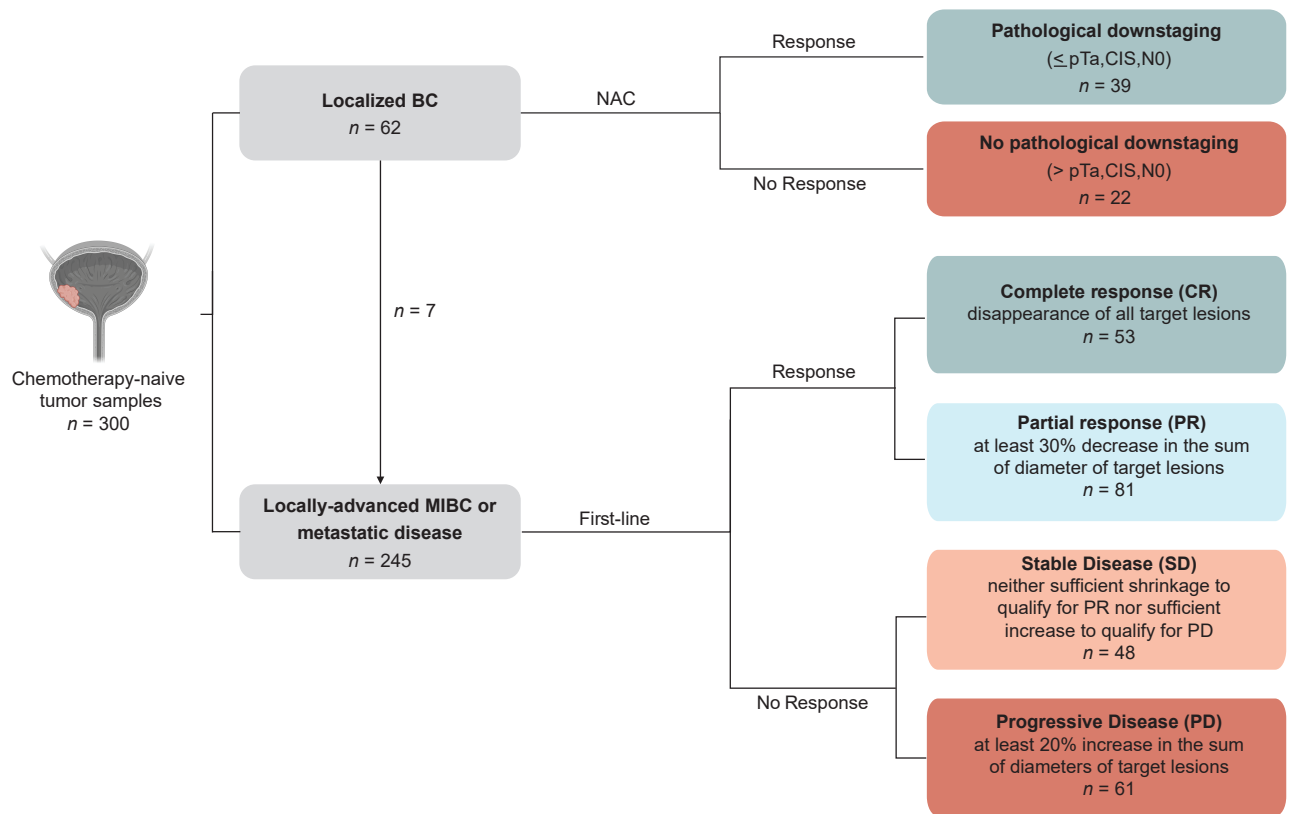 Chemotherapy-naive
tumor samples
n = 300
Localized BC
n = 62
n = 7
Locally-advanced MIBC or
metastatic disease
n = 245
NAC
Response
No Response
Pathological downstaging
(≤ pTa,CIS,N0)
n = 39
No pathological downstaging
(> pTa,CIS,N0)
n = 22
First-line
Response
No Response
Complete response (CR)
disappearance of all target lesions
n = 53
Partial response (PR)
at least 30% decrease in the sum
of diameter of target lesions
n = 81
Stable Disease (SD)
neither sufficient shrinkage to
qualify for PR nor sufficient
increase to qualify for PD
n = 48
Progressive Disease (PD)
at least 20% increase in the sum
of diameters of target lesions
n = 61